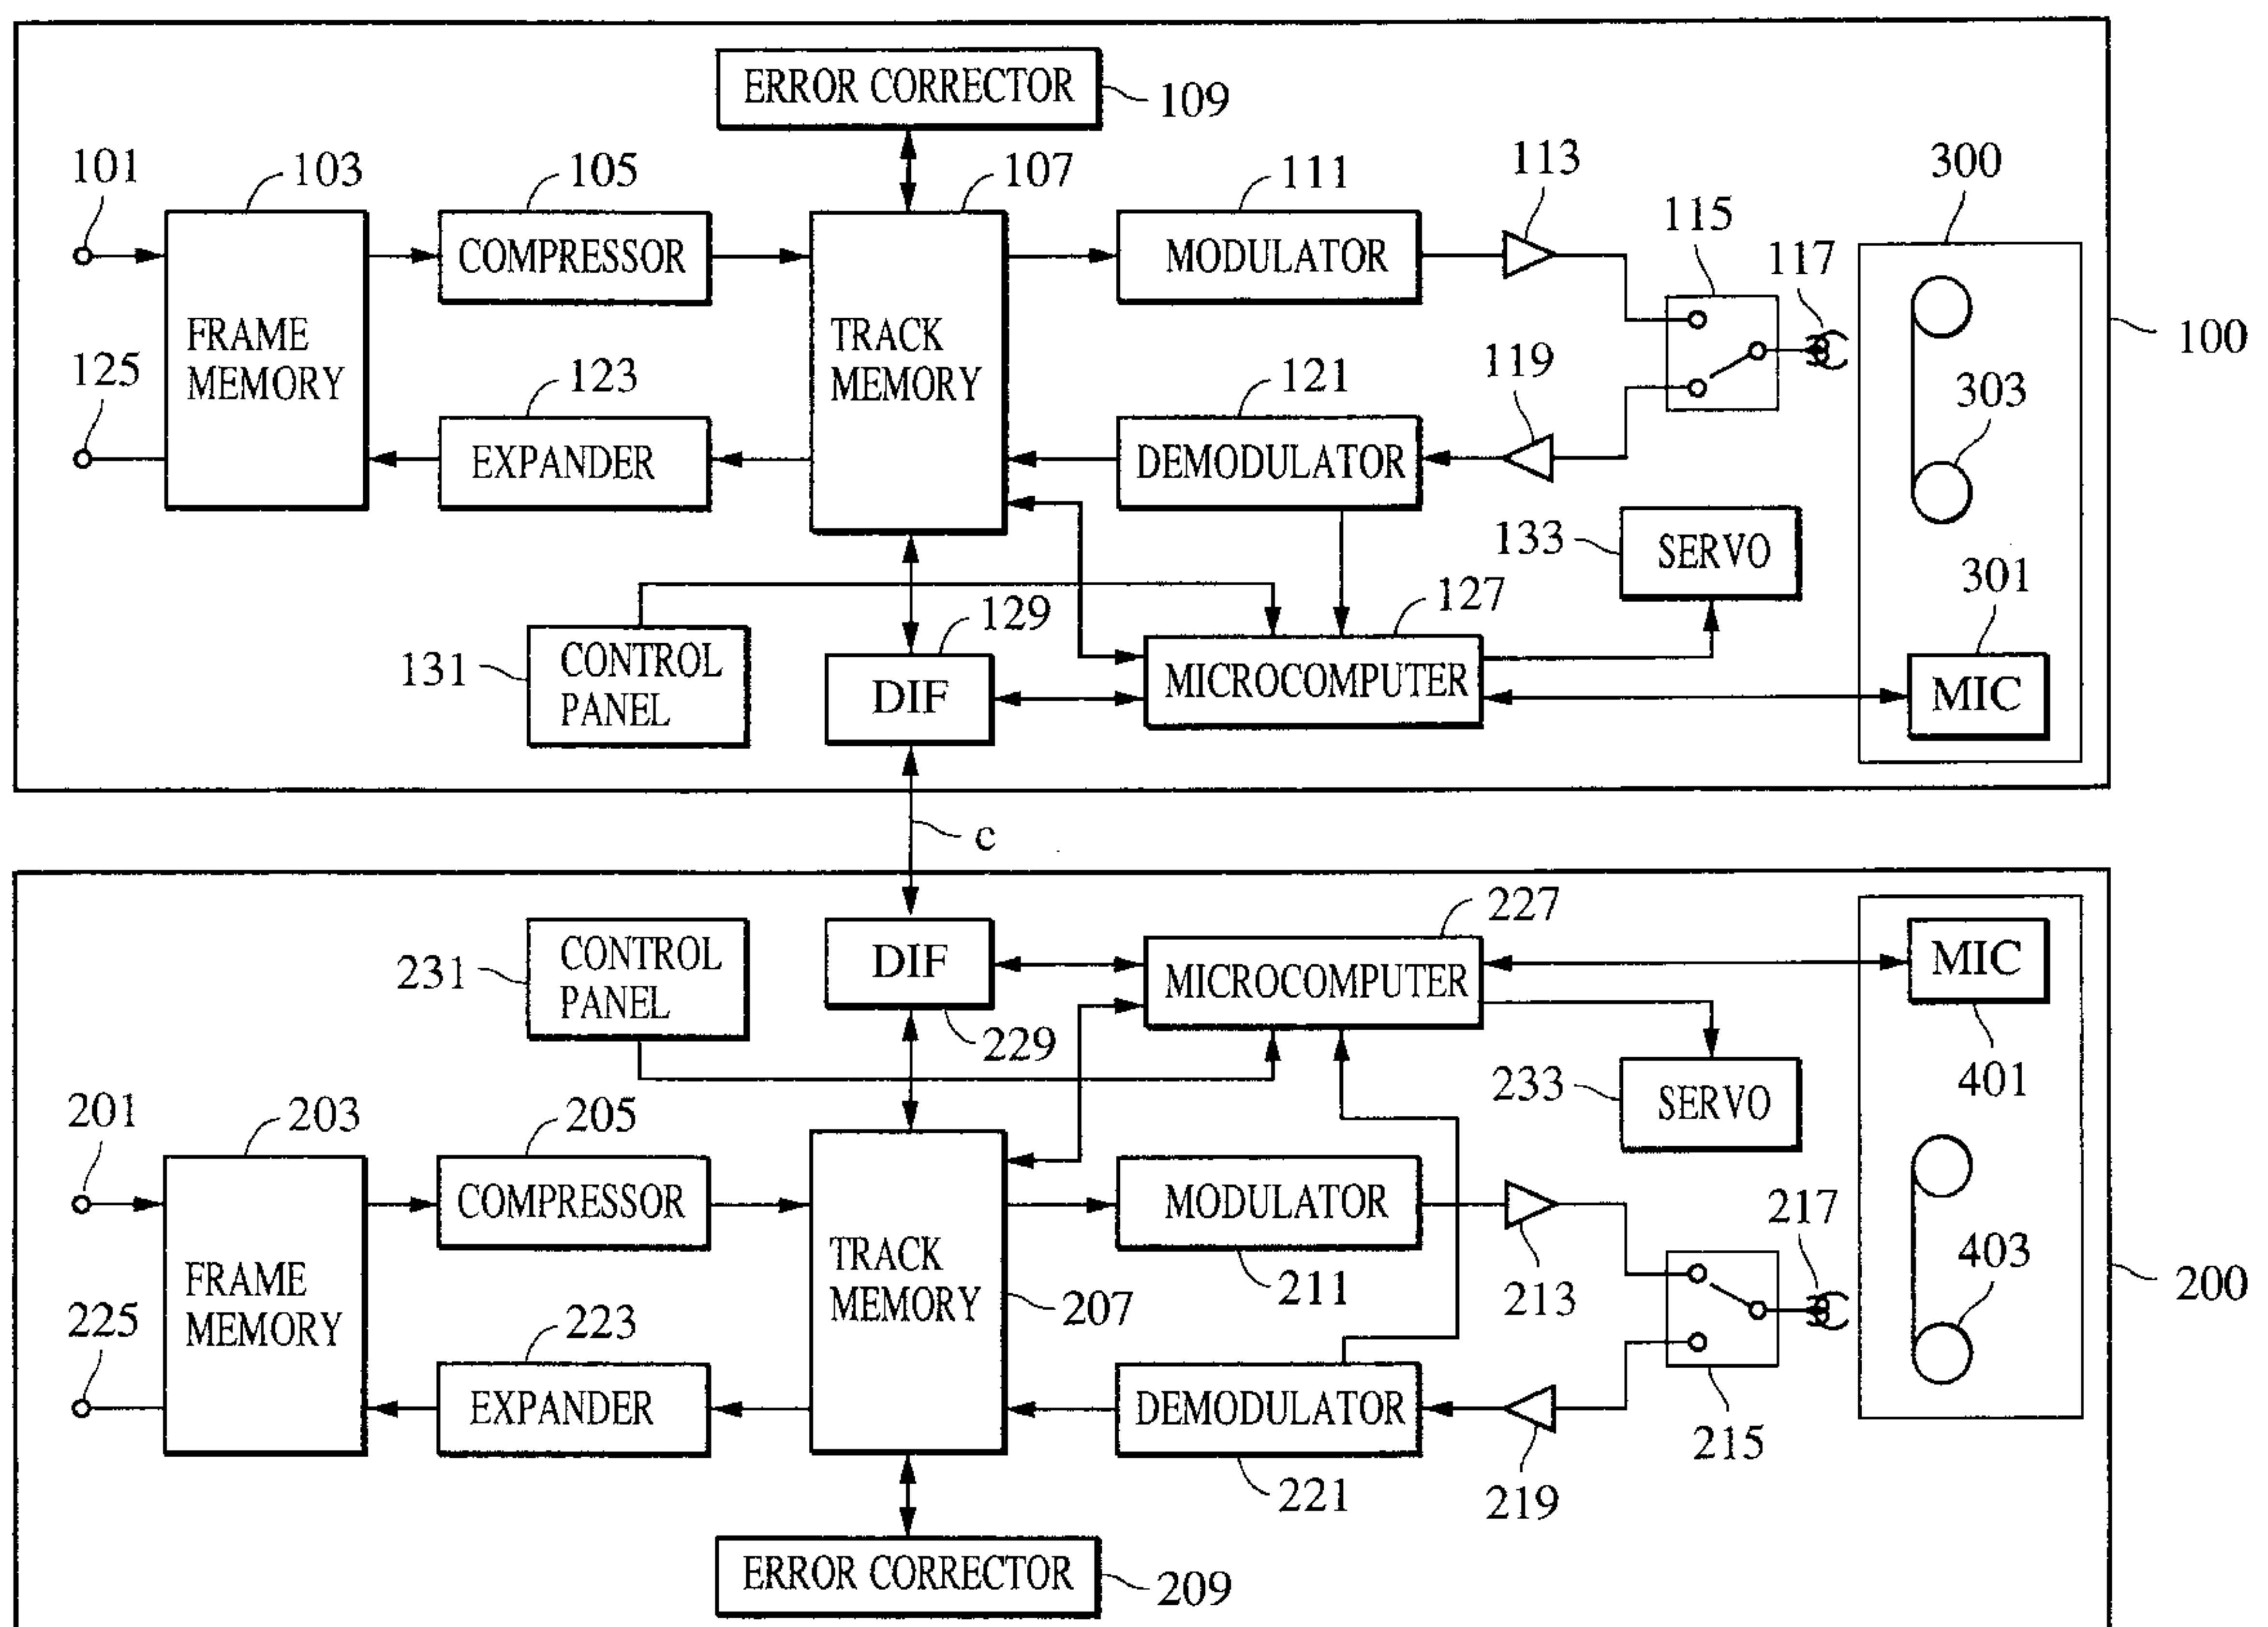 ERROR CORRECTOR
109
101
103
105
107
111
113
115
117
300
COMPRESSOR
MODULATOR
FRAME
MEMORY
TRACK
MEMORY
100
125
123
121
119
303
EXPANDER
DEMODULATOR
133
SERVO
301
129
127
131
CONTROL
PANEL
DIF
MICROCOMPUTER
MIC
c
227
231
CONTROL
PANEL
DIF
MICROCOMPUTER
MIC
229
233
SERVO
401
201
203
205
COMPRESSOR
MODULATOR
217
403
FRAME
MEMORY
TRACK
MEMORY
207
211
213
200
225
223
EXPANDER
DEMODULATOR
215
221
219
ERROR CORRECTOR
209